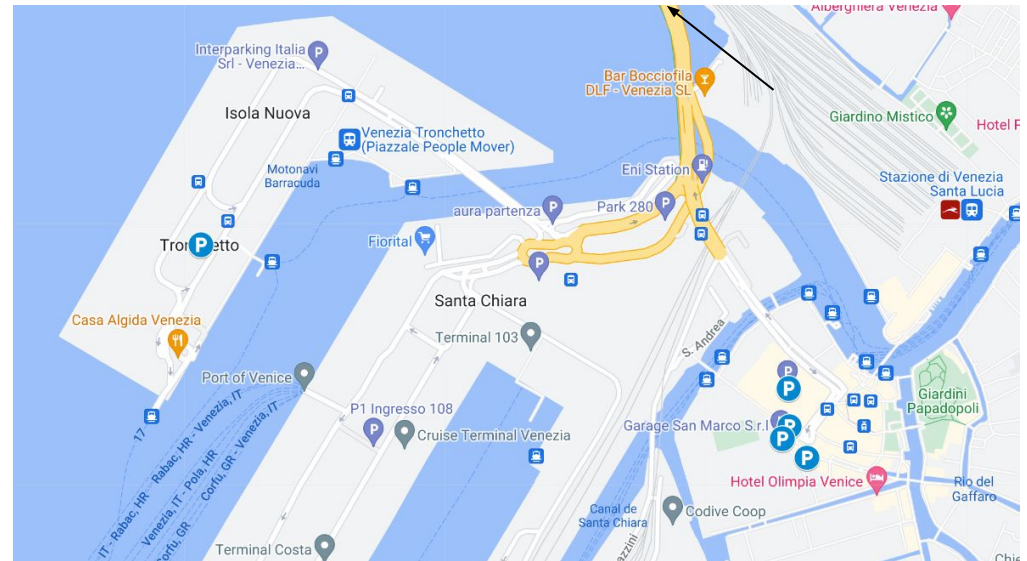 Alberghiera Venezia
Interparking Italia
Srl - Venezia...
Bar Bocciofila
DLF - Venezia SL
Isola Nuova
Giardino Mistico
Hotel
Venezia Tronchetto
(Piazzale People Mover)
Motonavi
Barracuda
Eni Station
Stazione di Venezia
Santa Lucia
aura partenza
Park 280
Fiorital
P
Santa Chiara
Casa Algida Venezia
Terminal 103
S. Andrea
Port of Venice
Giardini
Papadopoli
P1 Ingresso 108
Garage San Marco S.r.l
P
P
P
P
17
Cruise Terminal Venezia
Hotel Olimpia Venice
Rio del
Gaffaro
IT - Rabac, HR - Rabac, HR - Venezia, IT
Venezia, IT - Pola, HR
Corfu, GR - Venezia, IT
Corfu, GR
Canal de
Santa Chiara
Codive Coop
Terminal Costa